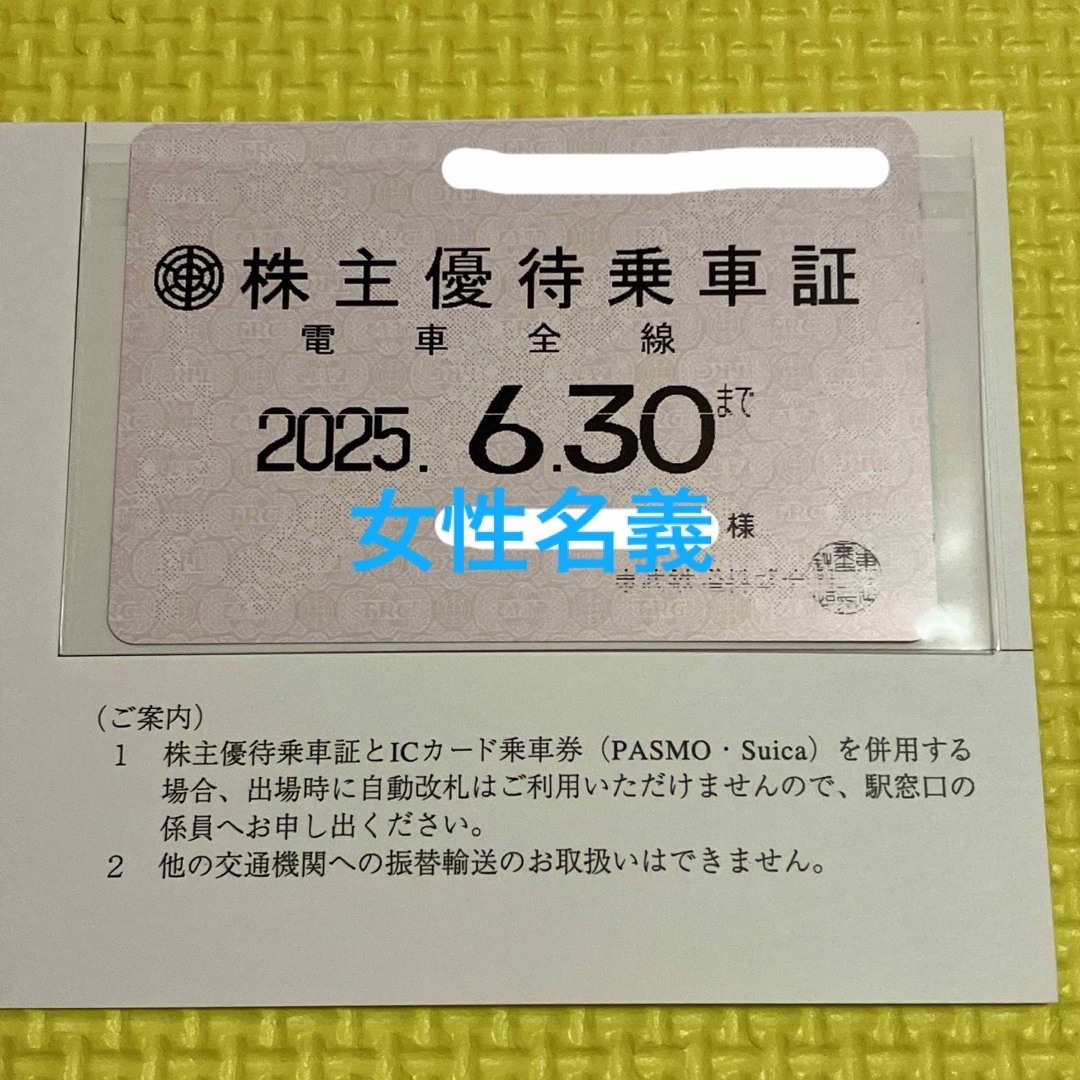 株主優待乗車証
電車全線
2025. 6.30まで
女性名義
様
(ご案内)
1 株主優待乗車証とICカード乗車券（PASMO・Suica）を併用する
場合、出場時に自動改札はご利用いただけませんので、駅窓口の
係員へお申し出ください。
2 他の交通機関への振替輸送のお取扱いはできません。